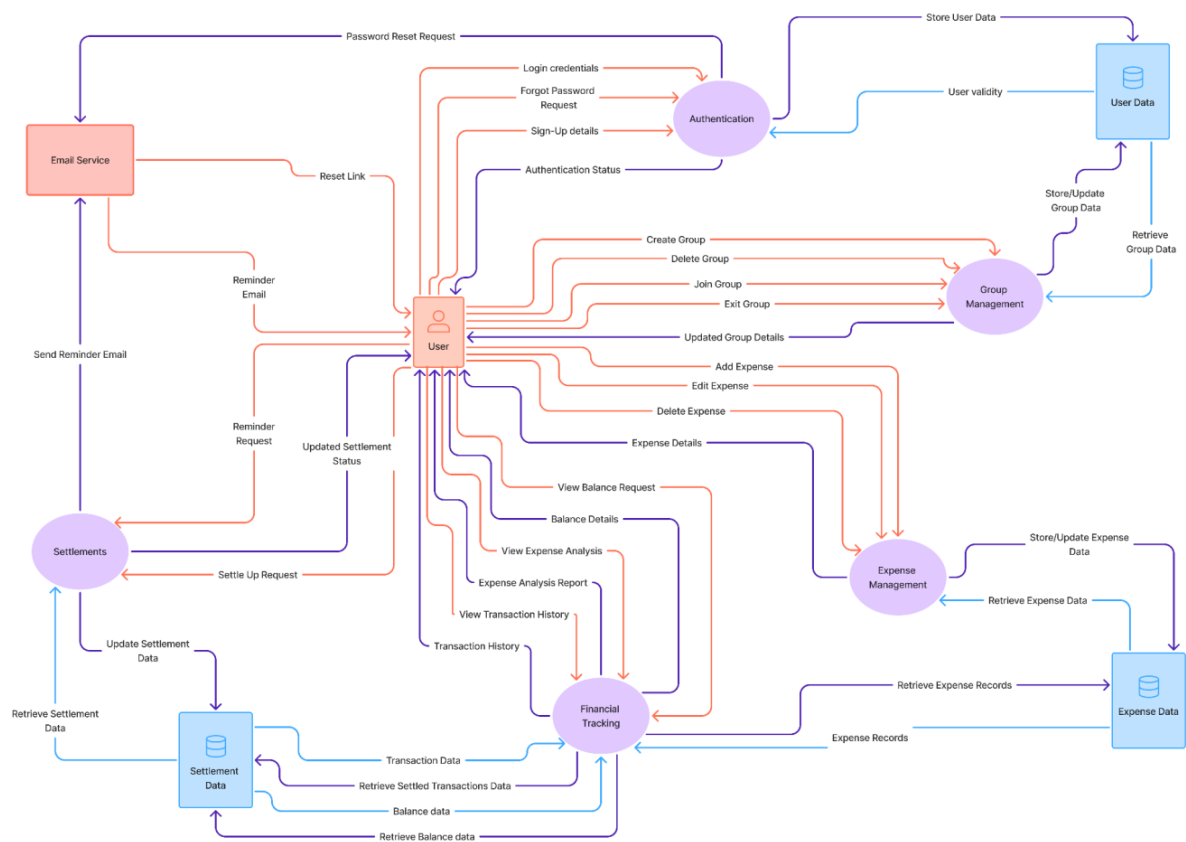 Store User Data
Password Reset Request
Login credentials
Forgot Password
Request
User validity
User Data
Authentication
Sign-Up details
Email Service
Reset Link
Authentication Status
Store/Update
Group Data
Retrieve
Group Data
Create Group
Delete Group
Join Group
Exit Group
Group
Management
Reminder
Email
User
Updated Group Details
Send Reminder Email
Add Expense
Edit Expense
Delete Expense
Reminder
Request
Updated Settlement
Status
Expense Details
View Balance Request
Balance Details
Settlements
View Expense Analysis
Store/Update Expense
Data
Settle Up Request
Expense Analysis Report
Expense
Management
Retrieve Expense Data
View Transaction History
Update Settlement
Data
Transaction History
Retrieve Expense Records
Retrieve Settlement
Data
Financial
Tracking
Expense Data
Expense Records
Transaction Data
Settlement
Data
Retrieve Settled Transactions Data
Balance data
Retrieve Balance data